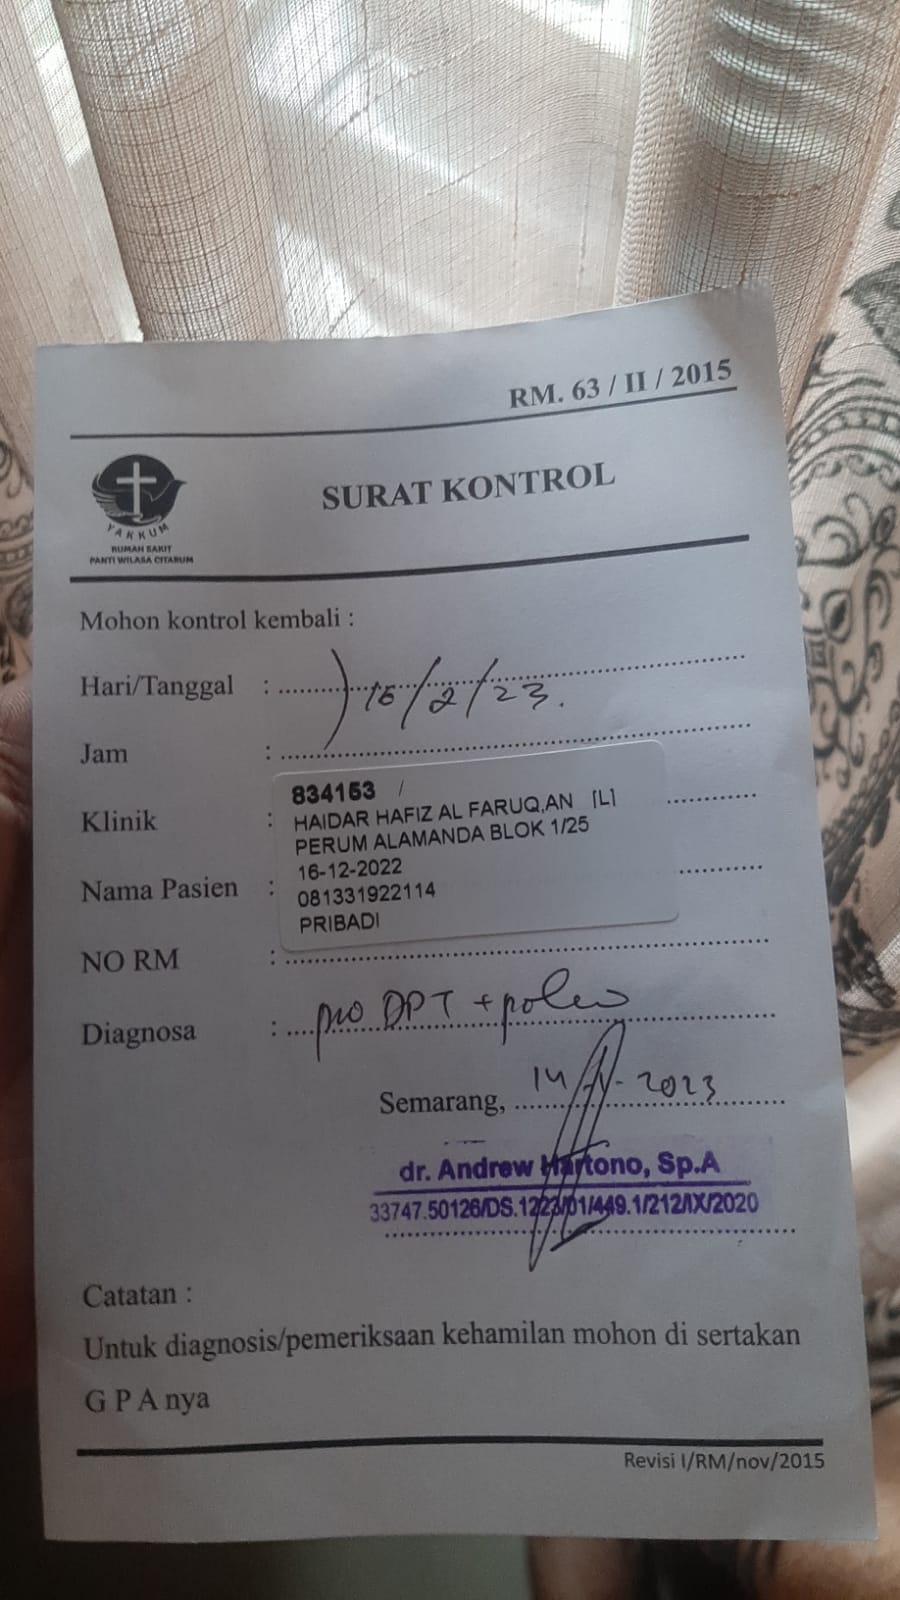 RM. 63 / II / 2015
YAKKUM
RUMAH SAKIT
PANTI WILASA CITARUM
SURAT KONTROL
Mohon kontrol kembali :
Hari/Tanggal : ) 16/2/23.
Jam :
Klinik :
834153 /
HAIDAR HAFIZ AL FARUQ,AN [L]
PERUM ALAMANDA BLOK 1/25
16-12-2022
Nama Pasien :
081331922114
PRIBADI
NO RM :
Diagnosa : pro DPT + polio
Semarang, 14/ - 2023
dr. Andrew Hartono, Sp.A
33747.50126/DS.1223/01/449.1/212/IX/2020
Catatan :
Untuk diagnosis/pemeriksaan kehamilan mohon di sertakan
G P A nya
Revisi I/RM/nov/2015